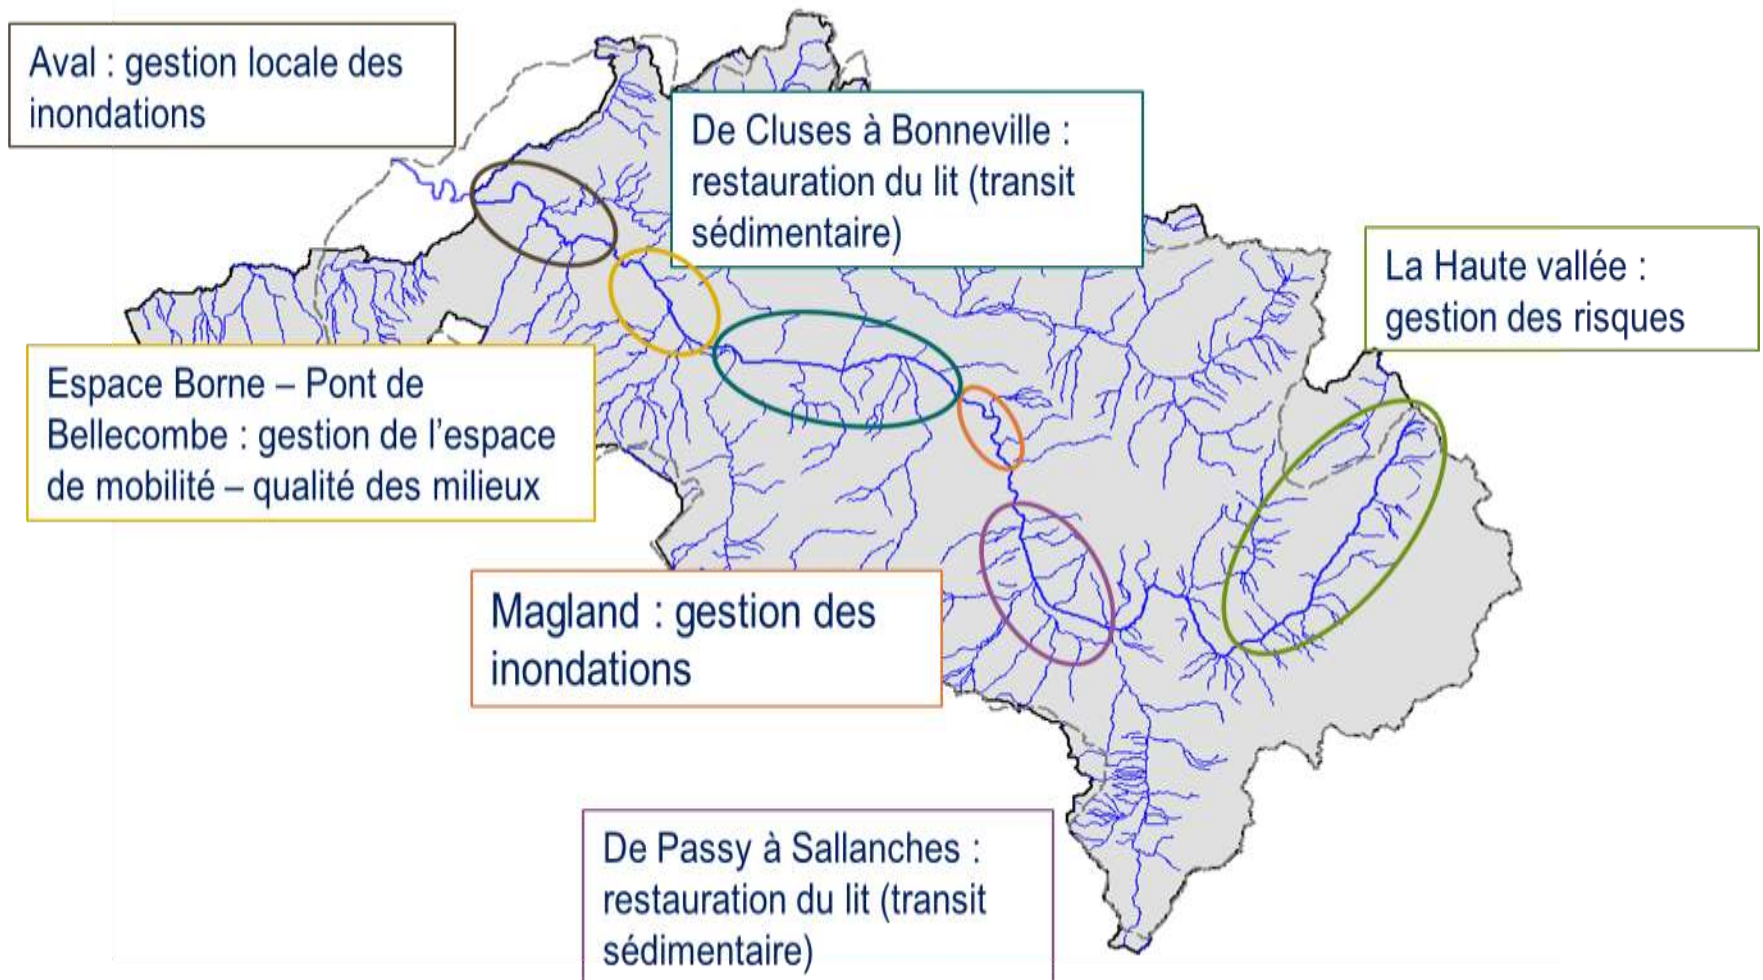 Aval : gestion locale des
inondations
De Cluses à Bonneville :
restauration du lit (transit
sédimentaire)
La Haute vallée :
gestion des risques
Espace Borne – Pont de
Bellecombe : gestion de l’espace
de mobilité – qualité des milieux
Magland : gestion des
inondations
De Passy à Sallanches :
restauration du lit (transit
sédimentaire)